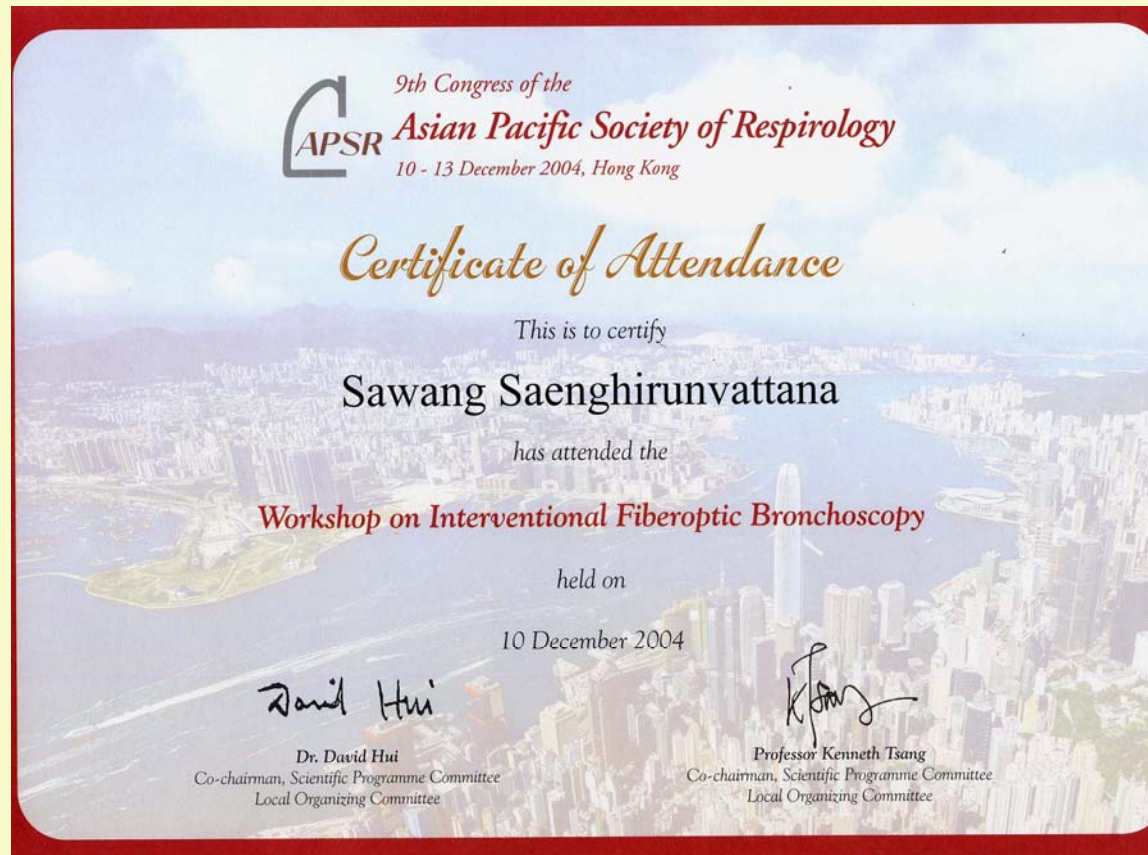 9th Congress of the
APSR
Asian Pacific Society of Respirology
10 - 13 December 2004, Hong Kong
Certificate of Attendance
This is to certify
Sawang Saenghirunvattana
has attended the
Workshop on Interventional Fiberoptic Bronchoscopy
held on
10 December 2004
David Hui
KTsang
Dr. David Hui
Co-chairman, Scientific Programme Committee
Local Organizing Committee
Professor Kenneth Tsang
Co-chairman, Scientific Programme Committee
Local Organizing Committee